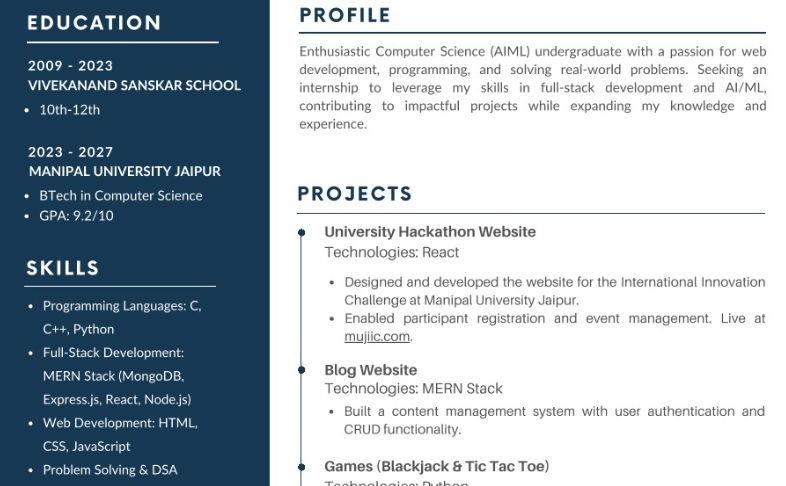 EDUCATION
2009 - 2023
VIVEKANAND SANSKAR SCHOOL
• 10th-12th
2023 - 2027
MANIPAL UNIVERSITY JAIPUR
• BTech in Computer Science
• GPA: 9.2/10
SKILLS
• Programming Languages: C,
C++, Python
• Full-Stack Development:
MERN Stack (MongoDB,
Express.js, React, Node.js)
• Web Development: HTML,
CSS, JavaScript
• Problem Solving & DSA
PROFILE
Enthusiastic Computer Science (AIML) undergraduate with a passion for web
development, programming, and solving real-world problems. Seeking an
internship to leverage my skills in full-stack development and AI/ML,
contributing to impactful projects while expanding my knowledge and
experience.
PROJECTS
University Hackathon Website
Technologies: React
• Designed and developed the website for the International Innovation
Challenge at Manipal University Jaipur.
• Enabled participant registration and event management. Live at
mujiic.com.
Blog Website
Technologies: MERN Stack
• Built a content management system with user authentication and
CRUD functionality.
Games (Blackjack & Tic Tac Toe)
Technologies: Python